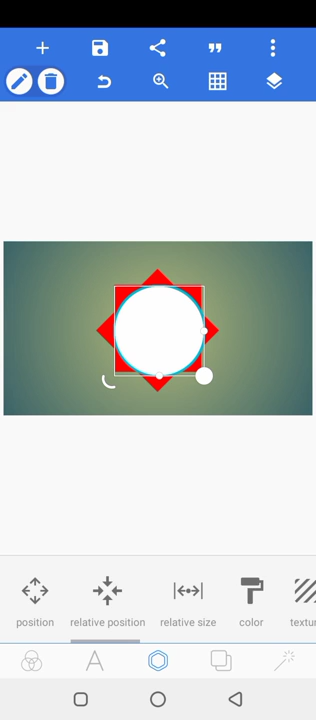 position
relative position
relative size
color
textur